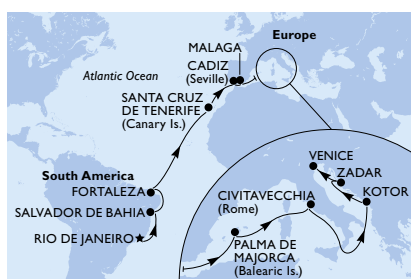 MALAGA
Europe
CADIZ
(Seville)
Atlantic Ocean
SANTA CRUZ
DE TENERIFE
(Canary Is.)
South America
FORTALEZA
SALVADOR DE BAHIA
RIO DE JANEIRO
VENICE
ZADAR
KOTOR
CIVITAVECCHIA
(Rome)
PALMA DE
MAJORCA
(Balearic Is.)